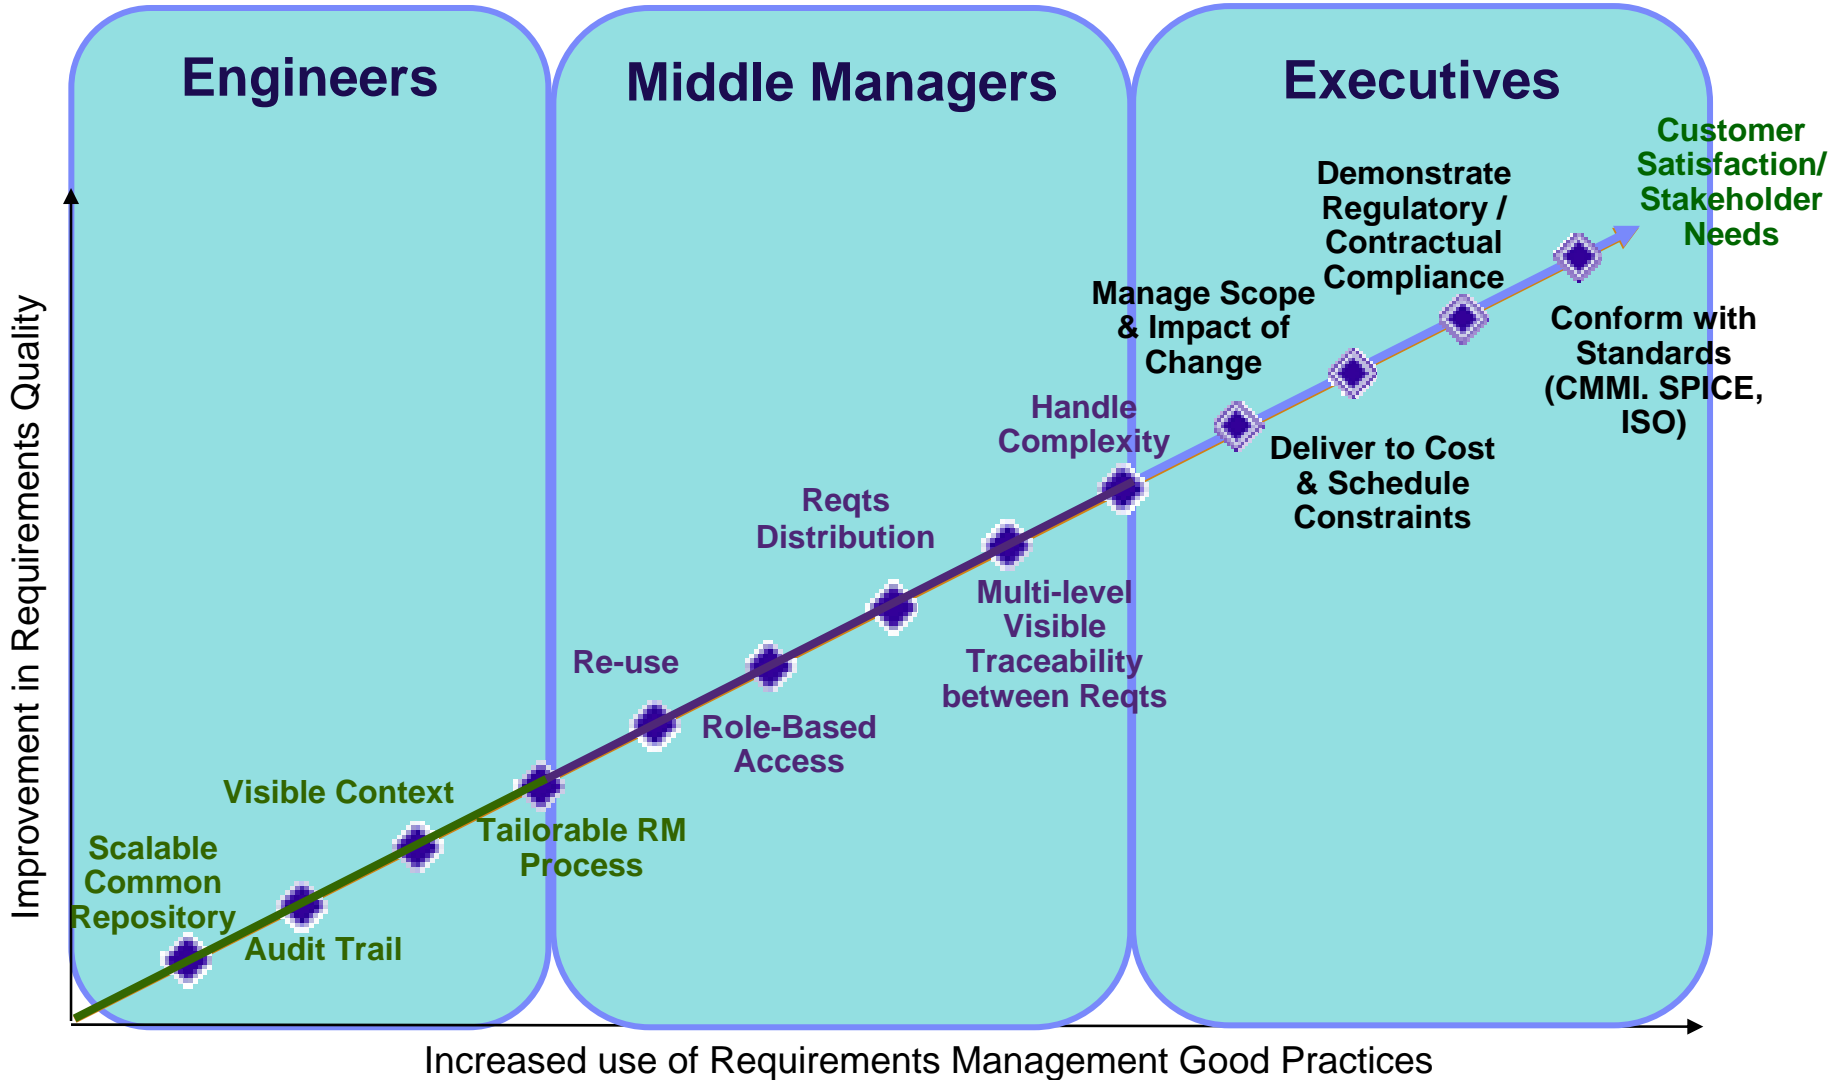 Engineers
Middle Managers
Executives
Customer
Satisfaction/
Stakeholder
Needs
Demonstrate
Regulatory /
Contractual
Compliance
Manage Scope
& Impact of
Change
Conform with
Standards
(CMMI. SPICE,
ISO)
Handle
Complexity
Deliver to Cost
& Schedule
Constraints
Reqts
Distribution
Multi-level
Visible
Traceability
between Reqts
Re-use
Role-Based
Access
Visible Context
Tailorable RM
Process
Scalable
Common
Repository
Audit Trail
Improvement in Requirements Quality
Increased use of Requirements Management Good Practices